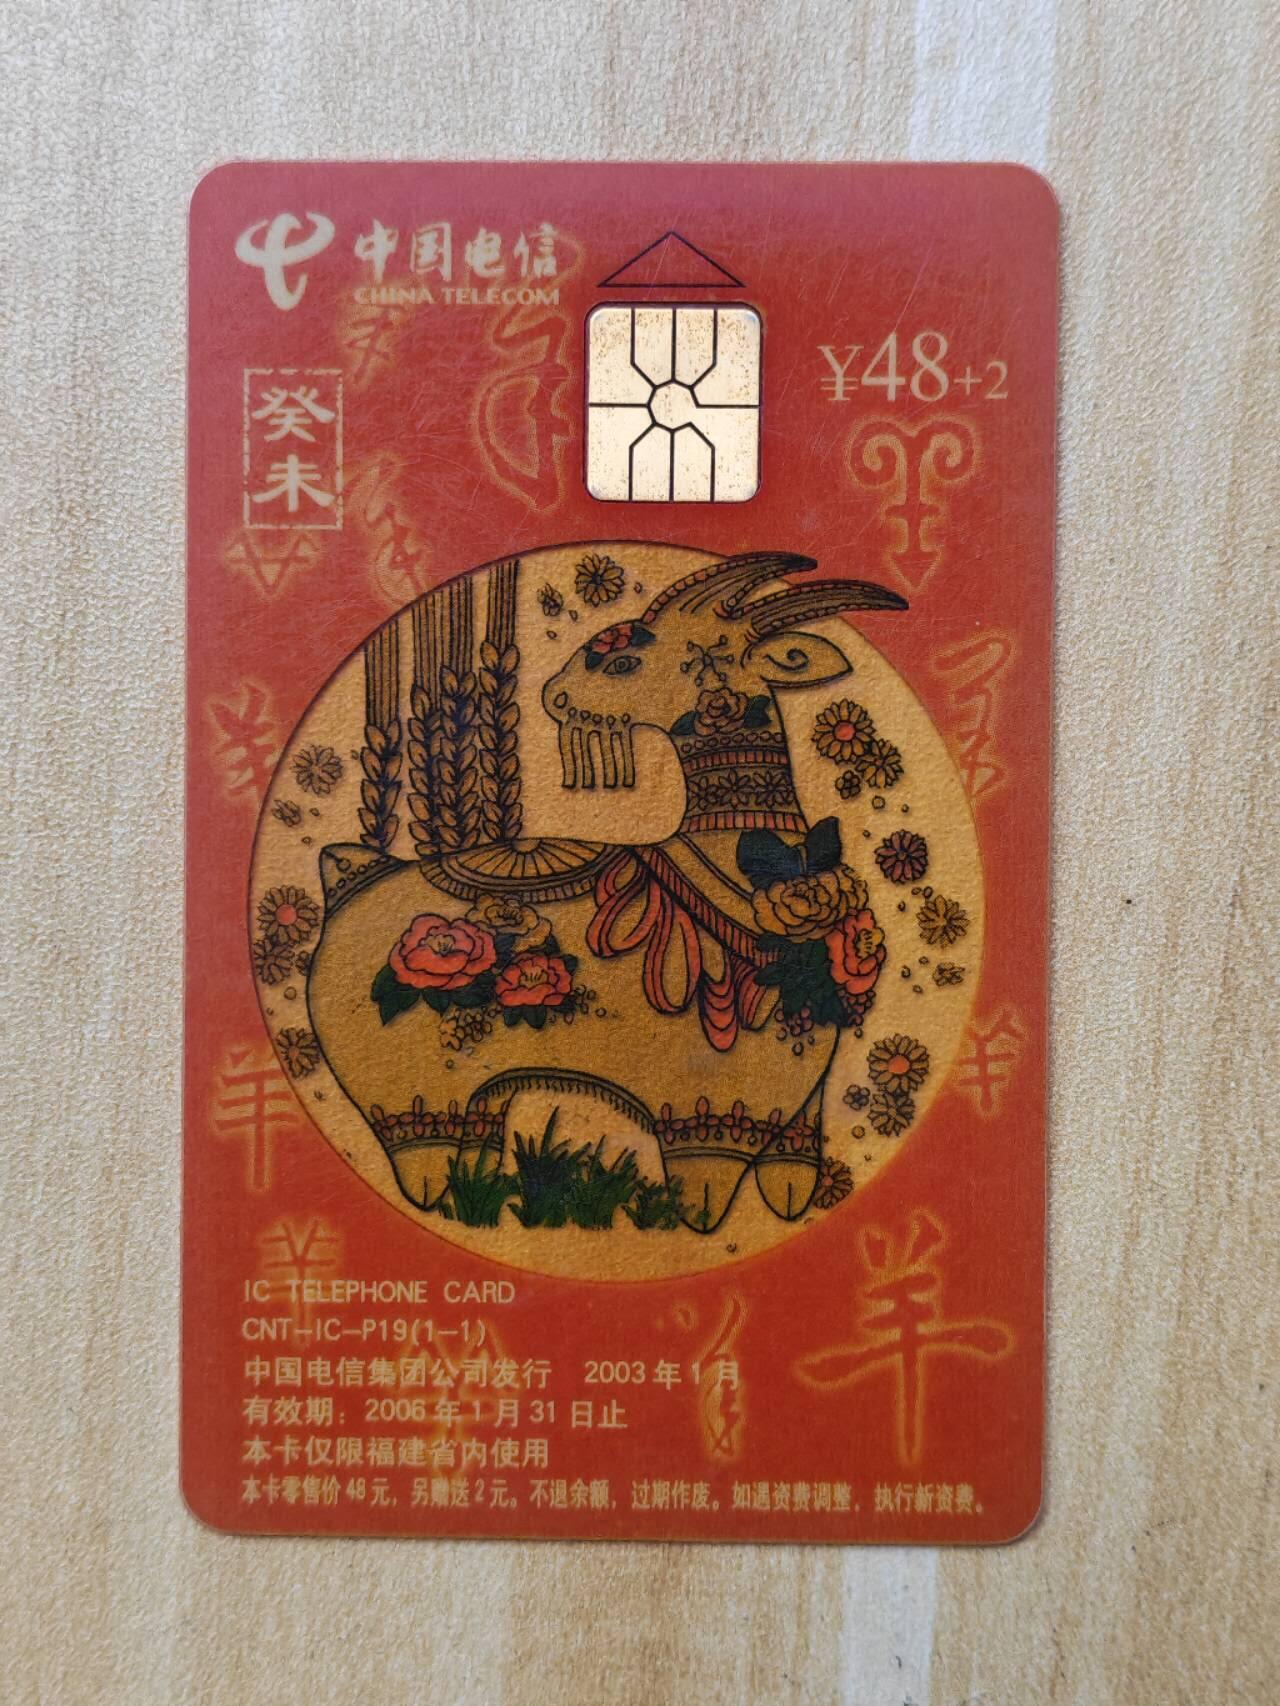 中国电信
CHINA TELECOM
¥48+2
癸
未
羊
羊
羊
羊
IC TELEPHONE CARD
CNT-IC-P19(1-1)
中国电信集团公司发行 2003年1月
有效期：2006年1月31日止
本卡仅限福建省内使用
本卡零售价48元，另赠送2元。不退余额，过期作废。如遇资费调整，执行新资费。